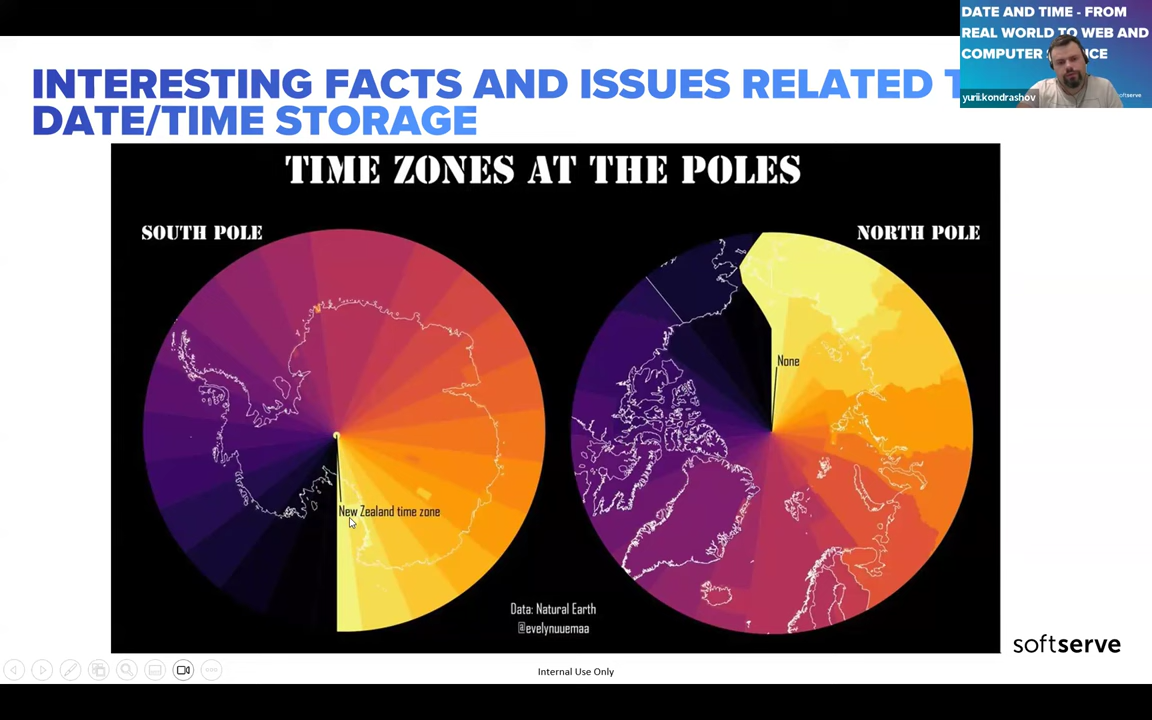 DATE AND TIME - FROM
REAL WORLD TO WEB AND
COMPUTER
yurii.kondrashov
softserve
INTERESTING FACTS AND ISSUES RELATED
DATE/TIME STORAGE
TIME ZONES AT THE POLES
SOUTH POLE
NORTH POLE
None
New Zealand time zone
Data: Natural Earth
@evelynuuemaa
softserve
Internal Use Only